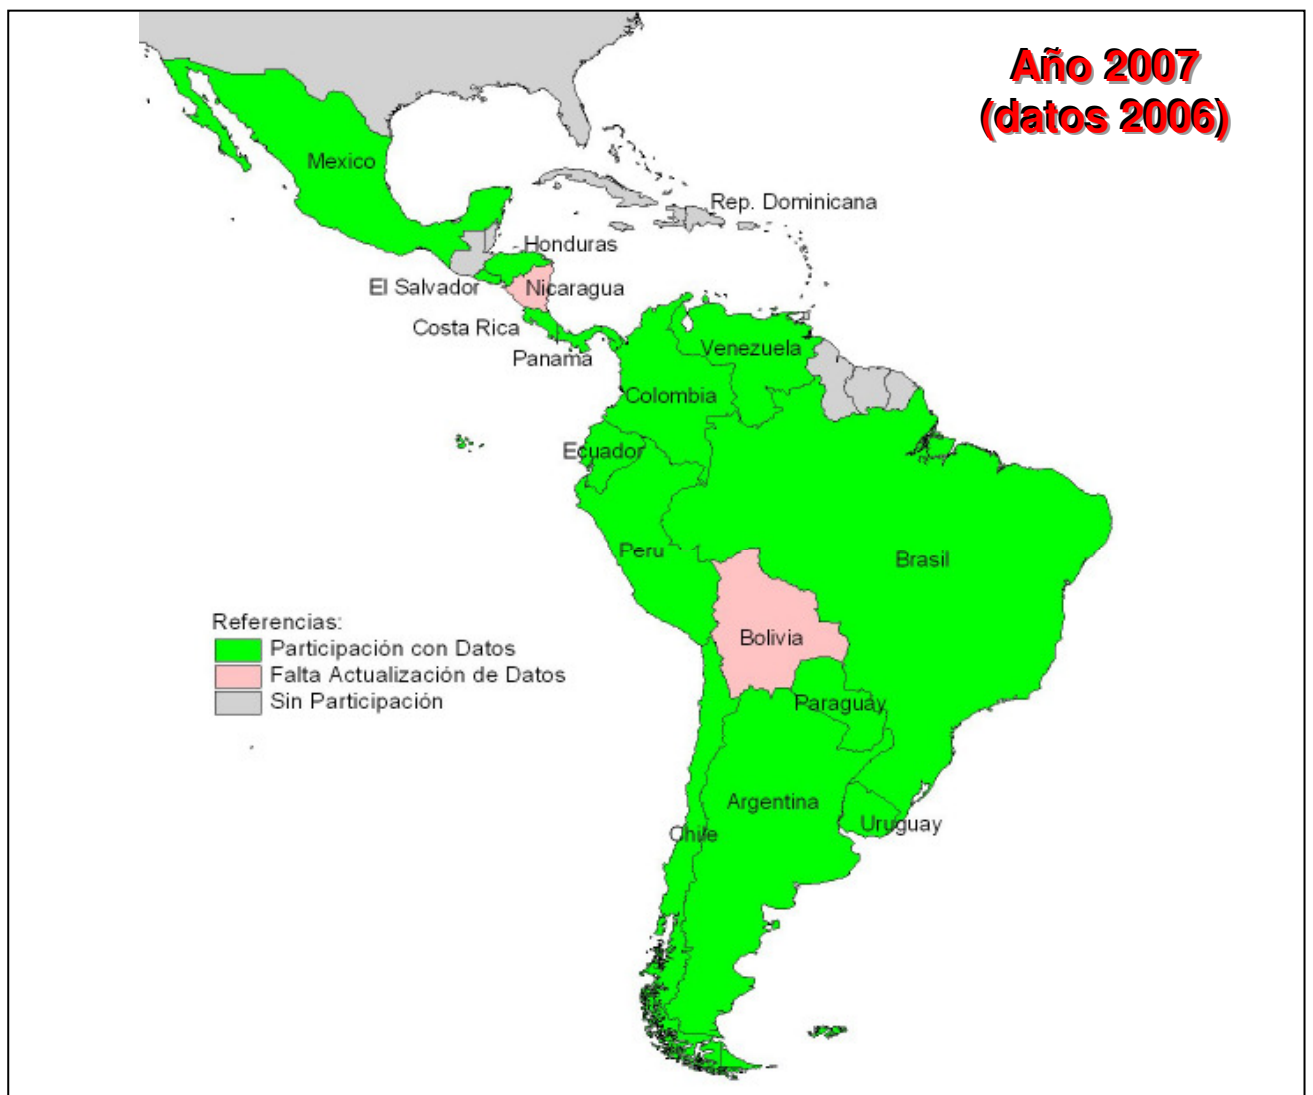 Año 2007
(datos 2006)
Mexico
Rep. Dominicana
Honduras
El Salvador
Nicaragua
Costa Rica
Panama
Venezuela
Colombia
Ecuador
Peru
Brasil
Bolivia
Paraguay
Argentina
Uruguay
Chile
Referencias:
Participación con Datos
Falta Actualización de Datos
Sin Participación